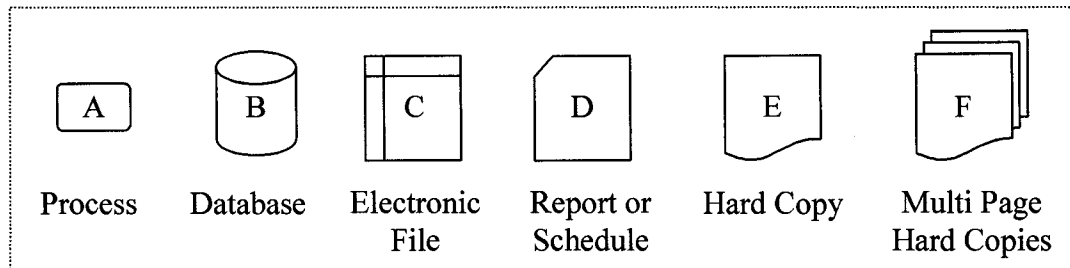 A B C D E F
Process Database Electronic Report or Hard Copy Multi Page
File Schedule Hard Copies